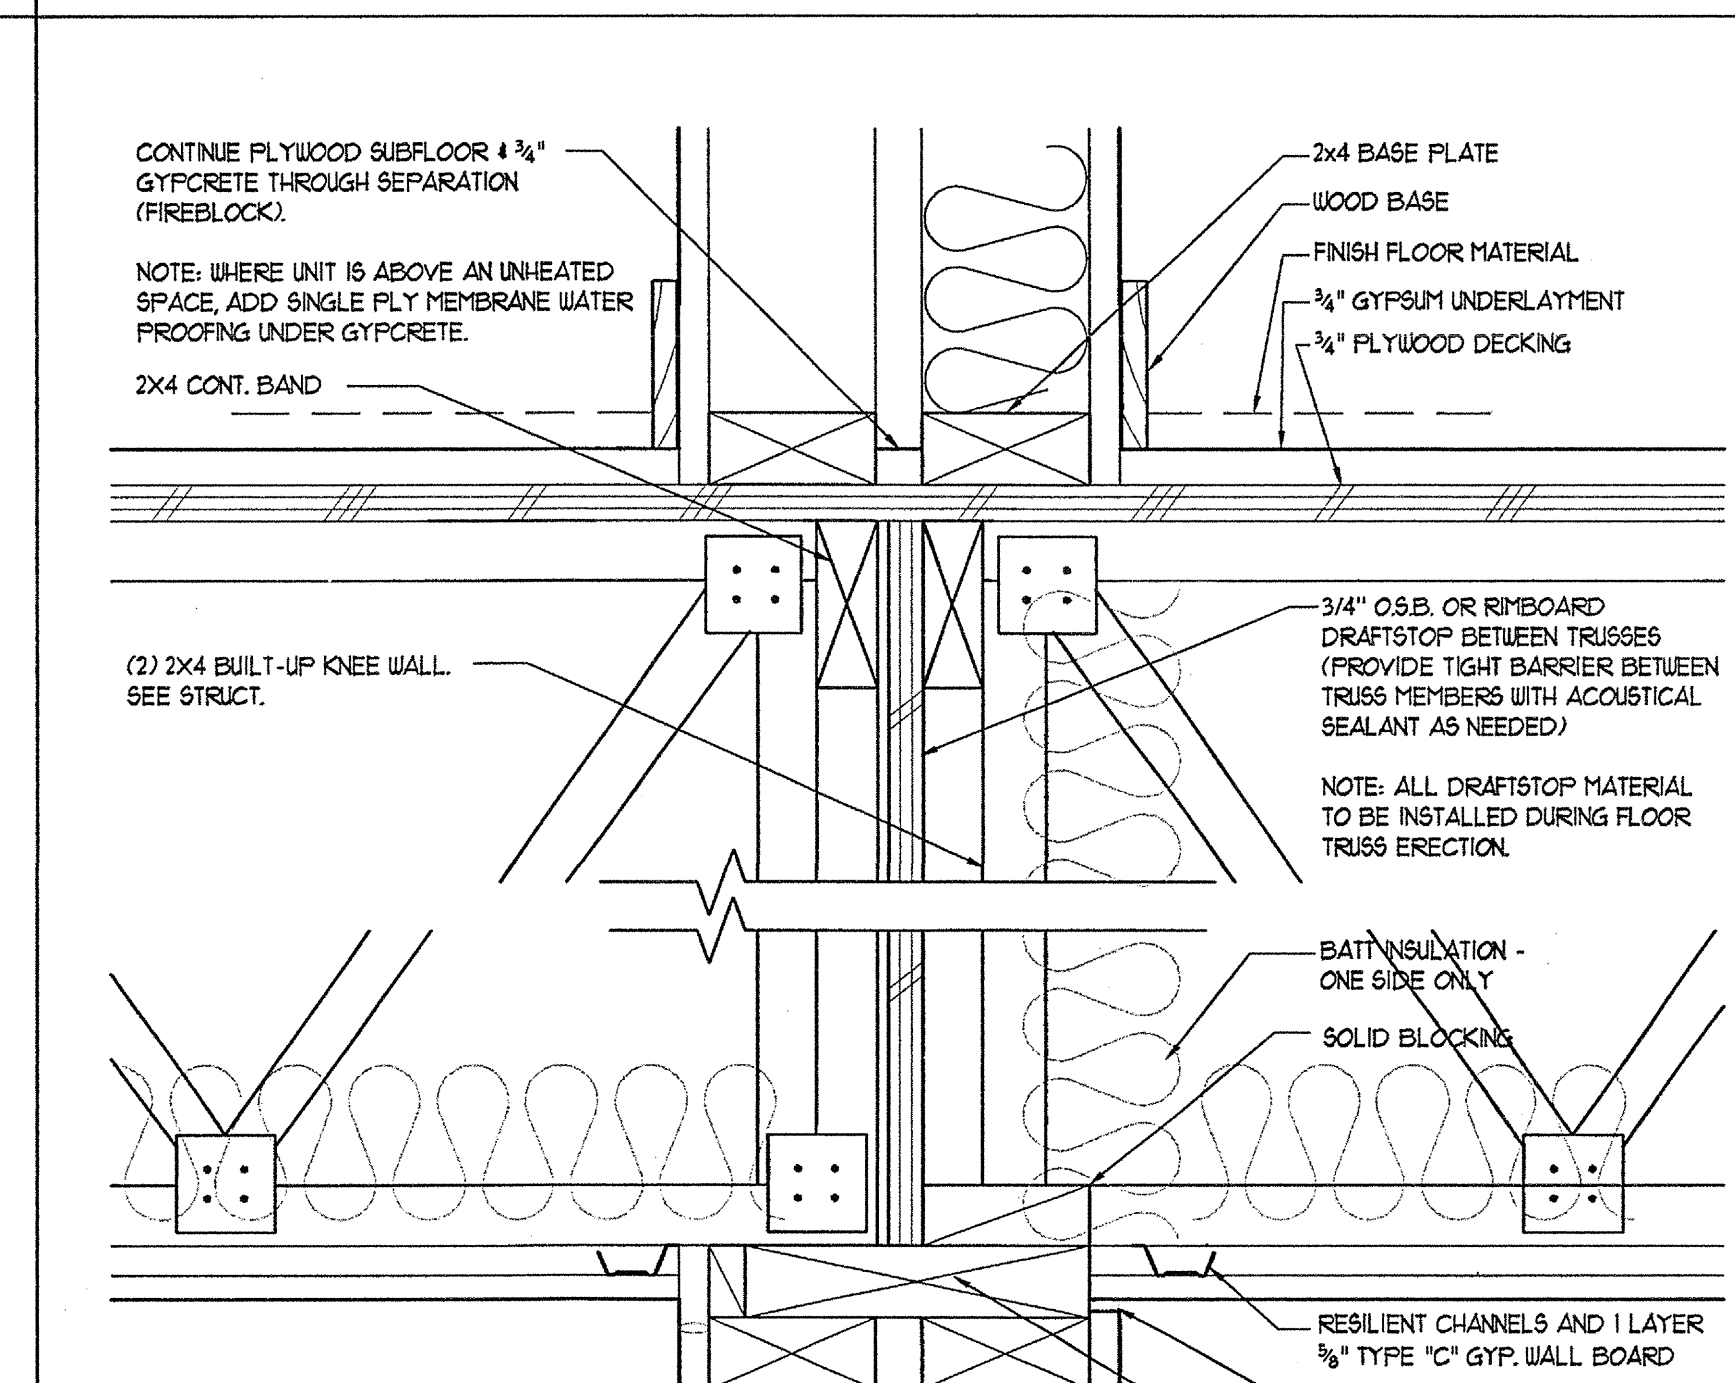 CONTINUE PLYWOOD SUBFLOOR & ¾"
GYPCRETE THROUGH SEPARATION
(FIREBLOCK).
NOTE: WHERE UNIT IS ABOVE AN UNHEATED
SPACE, ADD SINGLE PLY MEMBRANE WATER
PROOFING UNDER GYPCRETE.
2X4 CONT. BAND
(2) 2X4 BUILT-UP KNEE WALL.
SEE STRUCT.
2x4 BASE PLATE
WOOD BASE
FINISH FLOOR MATERIAL
¾" GYPSUM UNDERLAYMENT
¾" PLYWOOD DECKING
3/4" O.S.B. OR RIMBOARD
DRAFTSTOP BETWEEN TRUSSES
(PROVIDE TIGHT BARRIER BETWEEN
TRUSS MEMBERS WITH ACOUSTICAL
SEALANT AS NEEDED)
NOTE: ALL DRAFTSTOP MATERIAL
TO BE INSTALLED DURING FLOOR
TRUSS ERECTION.
BATT INSULATION -
ONE SIDE ONLY
SOLID BLOCKING
RESILIENT CHANNELS AND 1 LAYER
⅝" TYPE "C" GYP. WALL BOARD